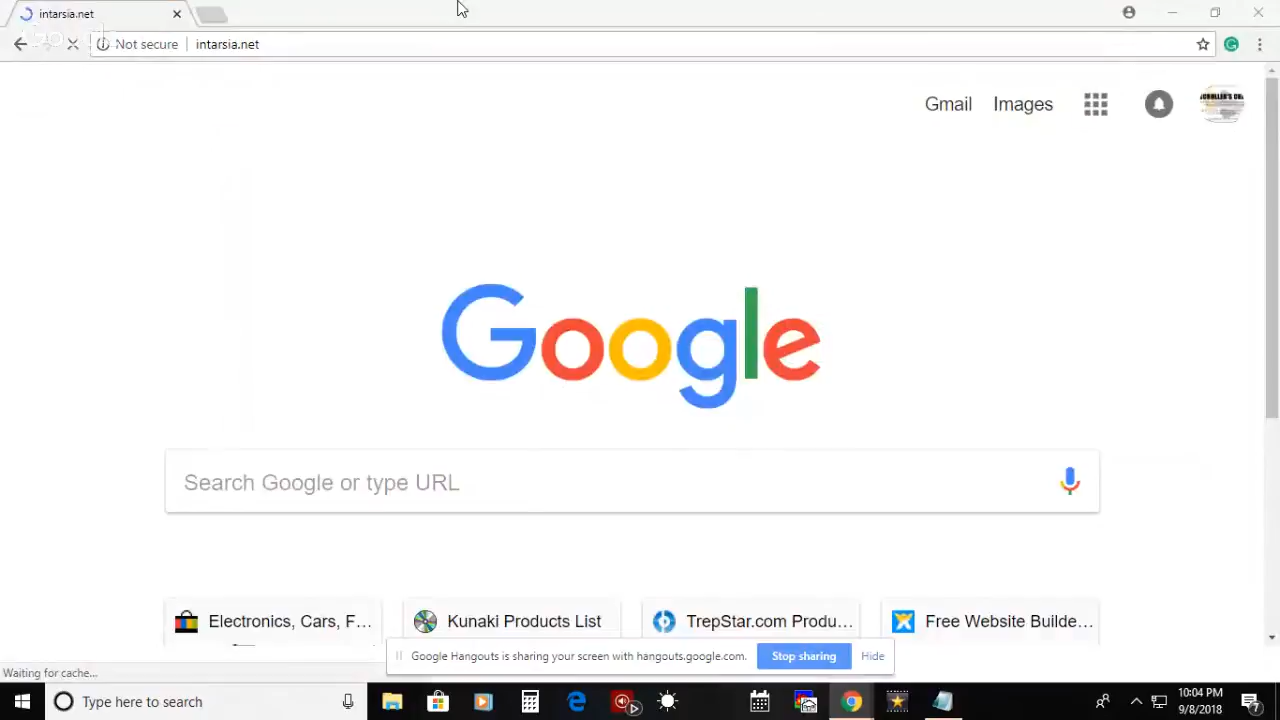 intarsia.net
Not secure
intarsia.net
Gmail
Images
Google
Search Google or type URL
Electronics, Cars, F...
Kunaki Products List
TrepStar.com Produ...
Free Website Builde...
Google Hangouts is sharing your screen with hangouts.google.com.
Stop sharing
Hide
Waiting for cache...
Type here to search
10:04 PM
9/8/2018
7